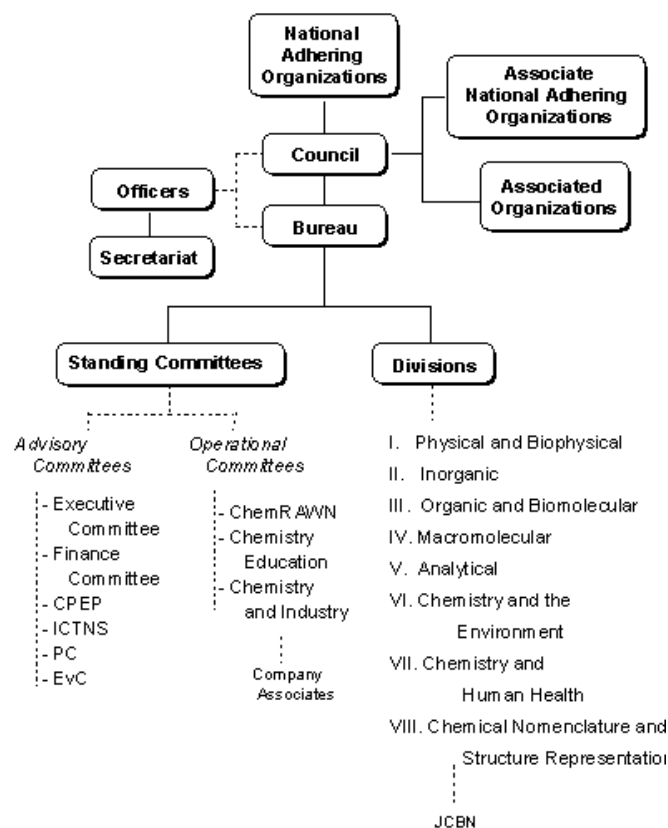 National
Adhering
Organizations
Associate
National Adhering
Organizations
Council
Officers
Associated
Organizations
Bureau
Secretariat
Standing Committees
Divisions
Advisory
Committees
- Executive
Committee
- Finance
Committee
- CPEP
- ICTNS
- PC
- EvC
Operational
Committees
- ChemRAWN
- Chemistry
Education
- Chemistry
and Industry
Company
Associates
I. Physical and Biophysical
II. Inorganic
III. Organic and Biomolecular
IV. Macromolecular
V. Analytical
VI. Chemistry and the
Environment
VII. Chemistry and
Human Health
VIII. Chemical Nomenclature and
Structure Representation
JCBN